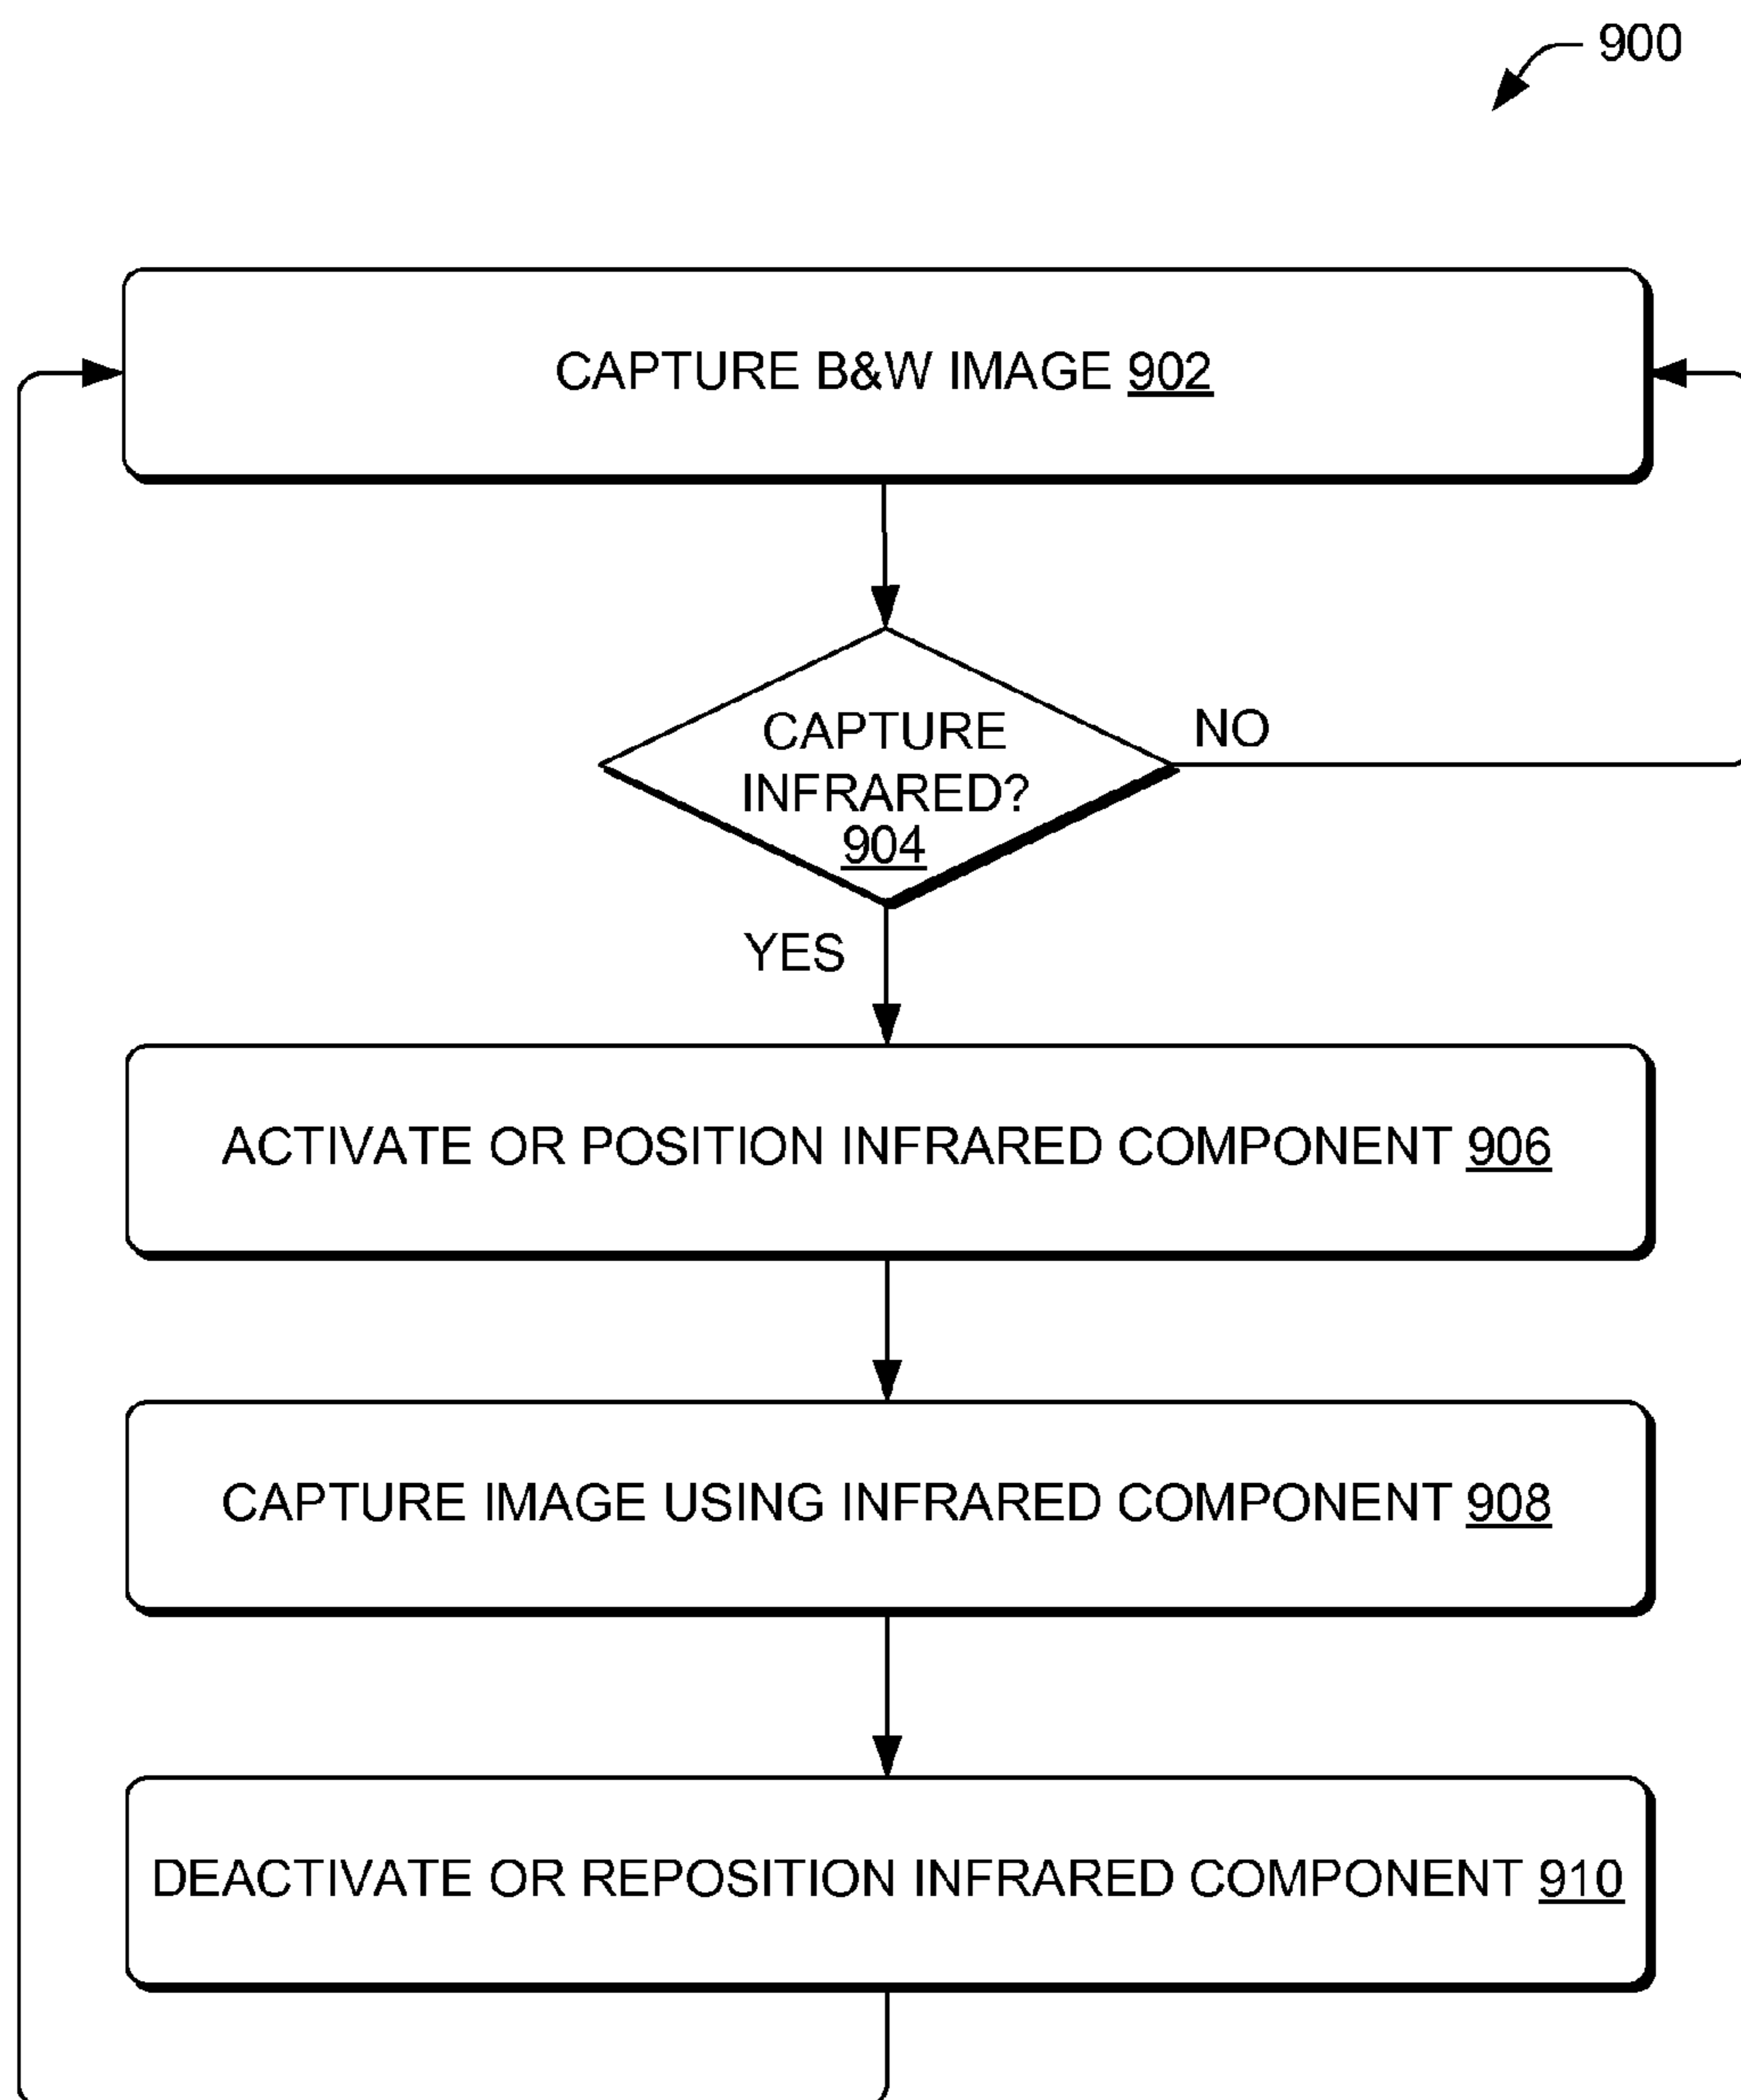 900
CAPTURE B&W IMAGE 902
CAPTURE
INFRARED?
904
NO
YES
ACTIVATE OR POSITION INFRARED COMPONENT 906
CAPTURE IMAGE USING INFRARED COMPONENT 908
DEACTIVATE OR REPOSITION INFRARED COMPONENT 910